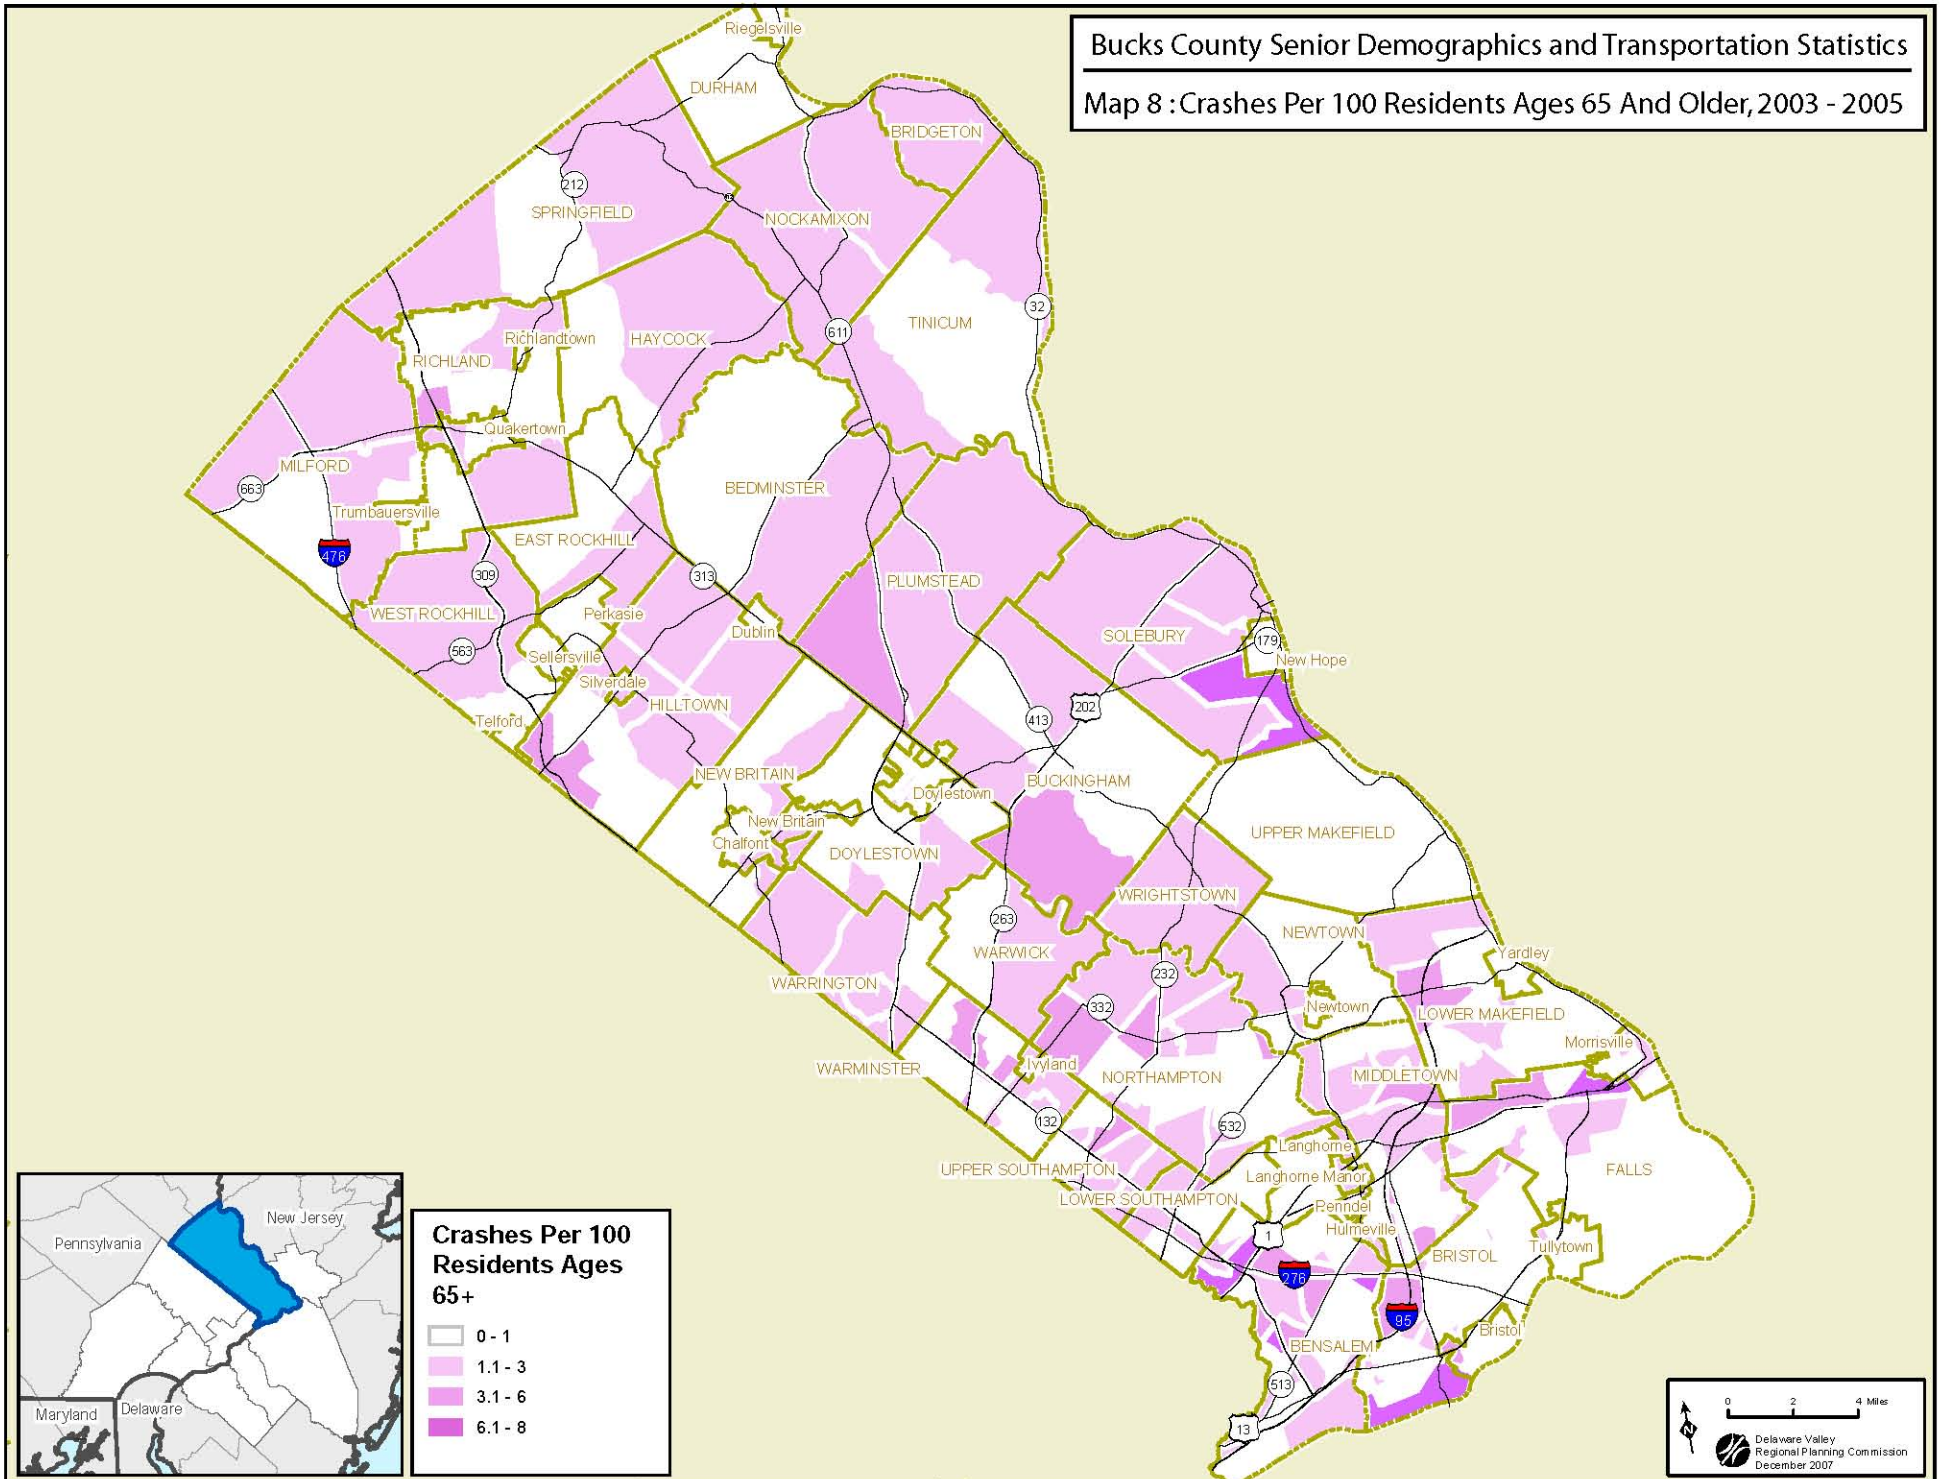 Bucks County Senior Demographics and Transportation Statistics
Map 8 : Crashes Per 100 Residents Ages 65 And Older, 2003 - 2005
Riegelsville
DURHAM
BRIDGETON
212
SPRINGFIELD
NOCKAMIXON
32
TINICUM
611
Richlandtown
HAYCOCK
RICHLAND
Quakertown
MILFORD
663
BEDMINSTER
Trumbauersville
EAST ROCKHILL
476
309
313
PLUMSTEAD
WEST ROCKHILL
Perkasie
Dublin
SOLEBURY
179
New Hope
563
Sellersville
Silverdale
HILLTOWN
202
413
Telford
NEW BRITAIN
BUCKINGHAM
Doylestown
New Britain
UPPER MAKEFIELD
Chalfont
DOYLESTOWN
WRIGHTSTOWN
263
NEWTOWN
WARWICK
Yardley
232
WARRINGTON
332
Newtown
LOWER MAKEFIELD
Morrisville
Ivyland
WARMINSTER
NORTHAMPTON
MIDDLETOWN
132
532
Langhorne
UPPER SOUTHAMPTON
Langhorne Manor
FALLS
LOWER SOUTHAMPTON
Penndel
Hulmeville
1
BRISTOL
Tullytown
276
95
Bristol
BENSALEM
513
13
Pennsylvania
New Jersey
Maryland
Delaware
Crashes Per 100
Residents Ages
65+
0 - 1
1.1 - 3
3.1 - 6
6.1 - 8
0 2 4 Miles
N
Delaware Valley
Regional Planning Commission
December 2007